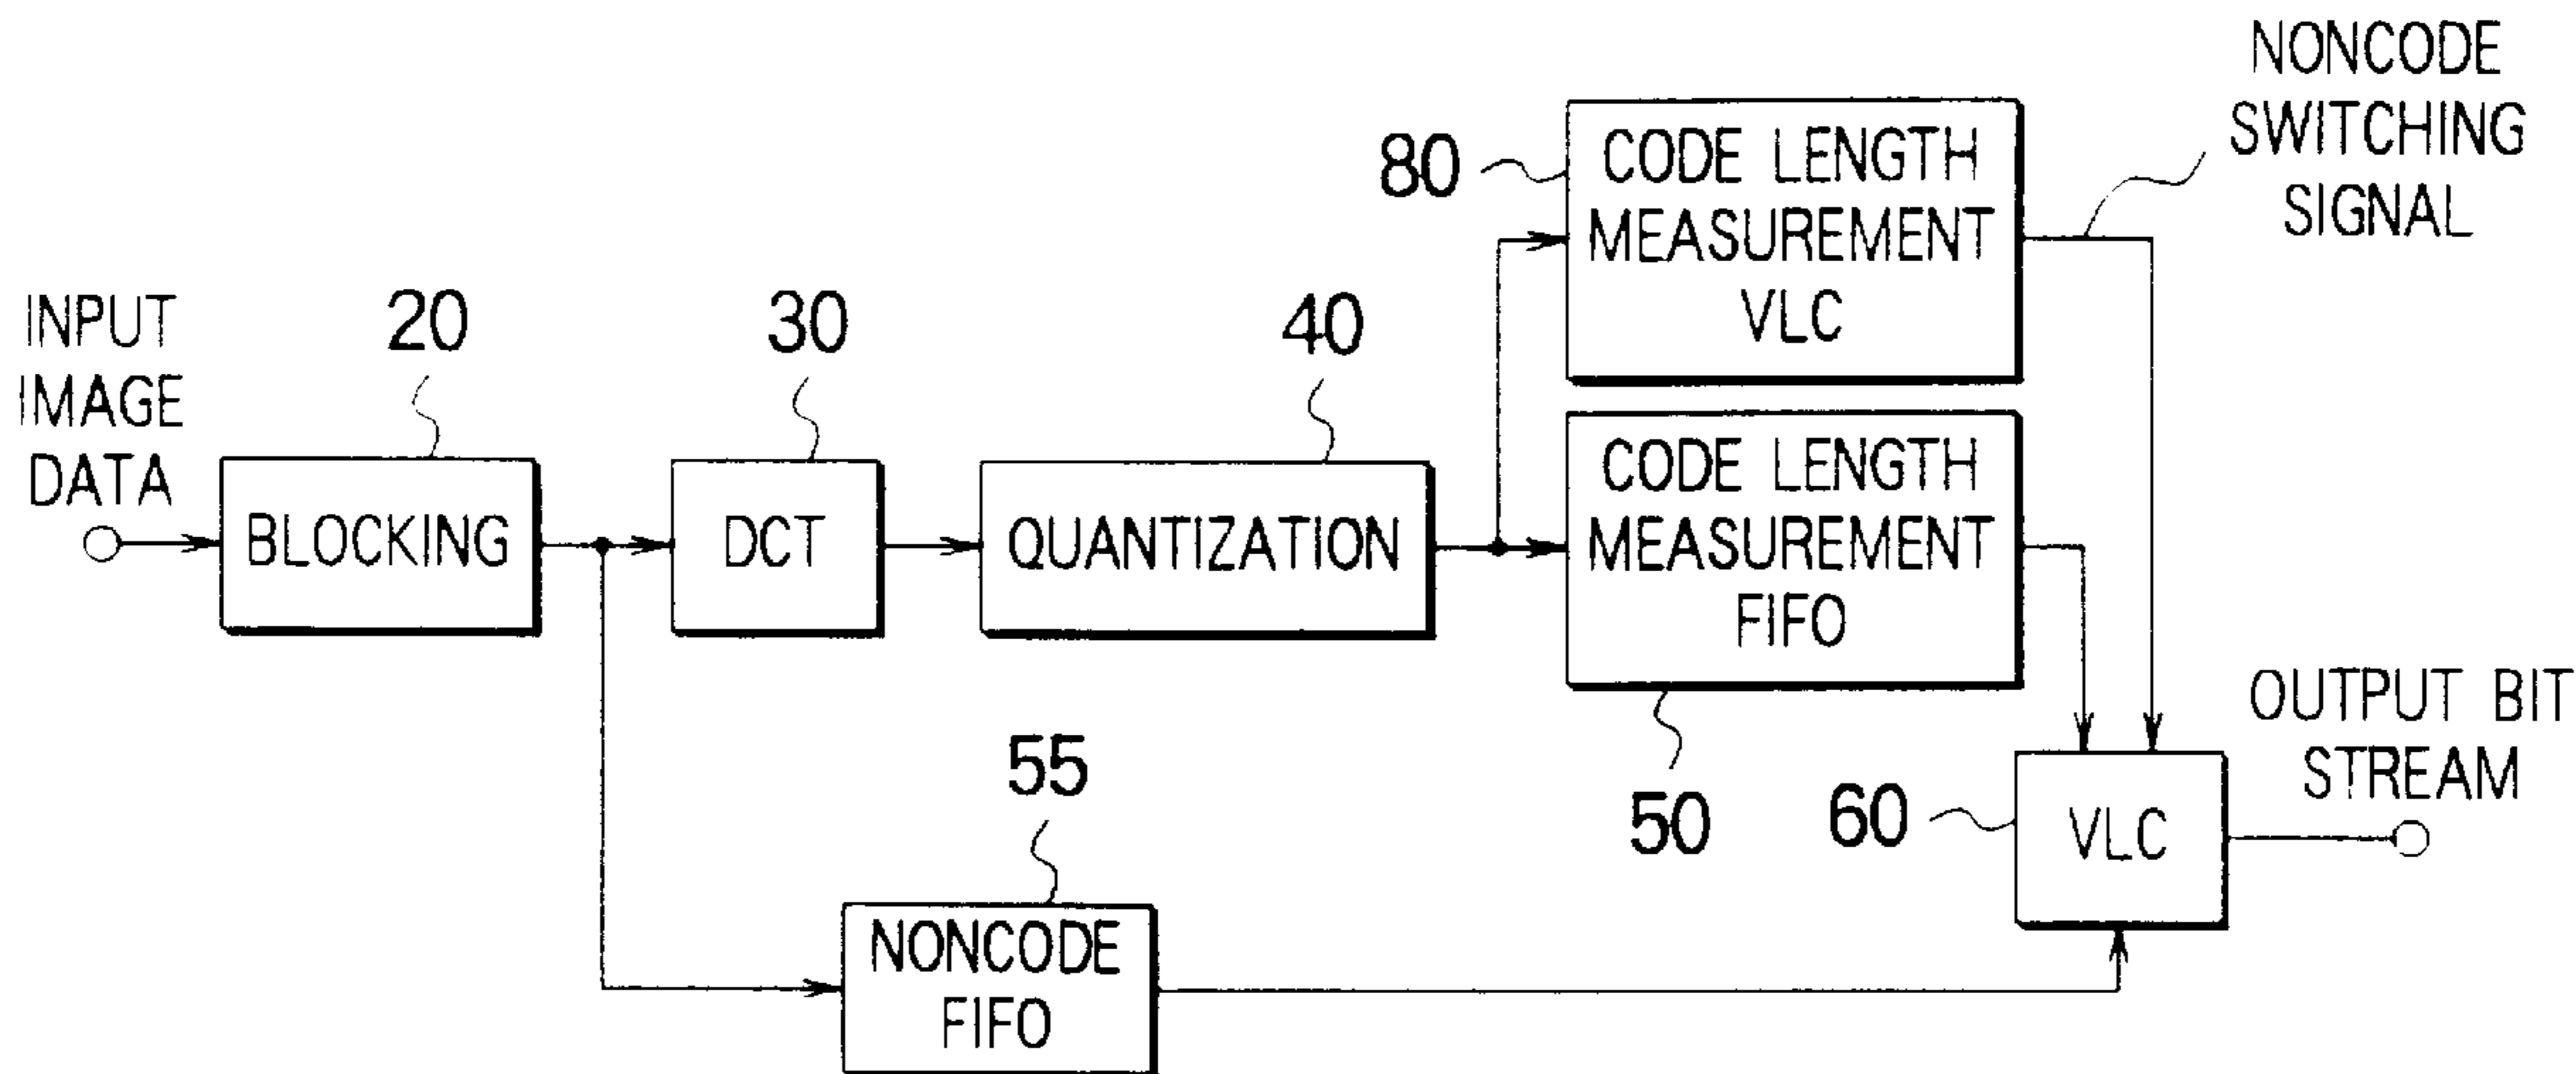 NONCODE
SWITCHING
SIGNAL
80
CODE LENGTH
MEASUREMENT
VLC
INPUT
IMAGE
DATA
20
30
40
BLOCKING
DCT
QUANTIZATION
CODE LENGTH
MEASUREMENT
FIFO
50
55
NONCODE
FIFO
60
VLC
OUTPUT BIT
STREAM